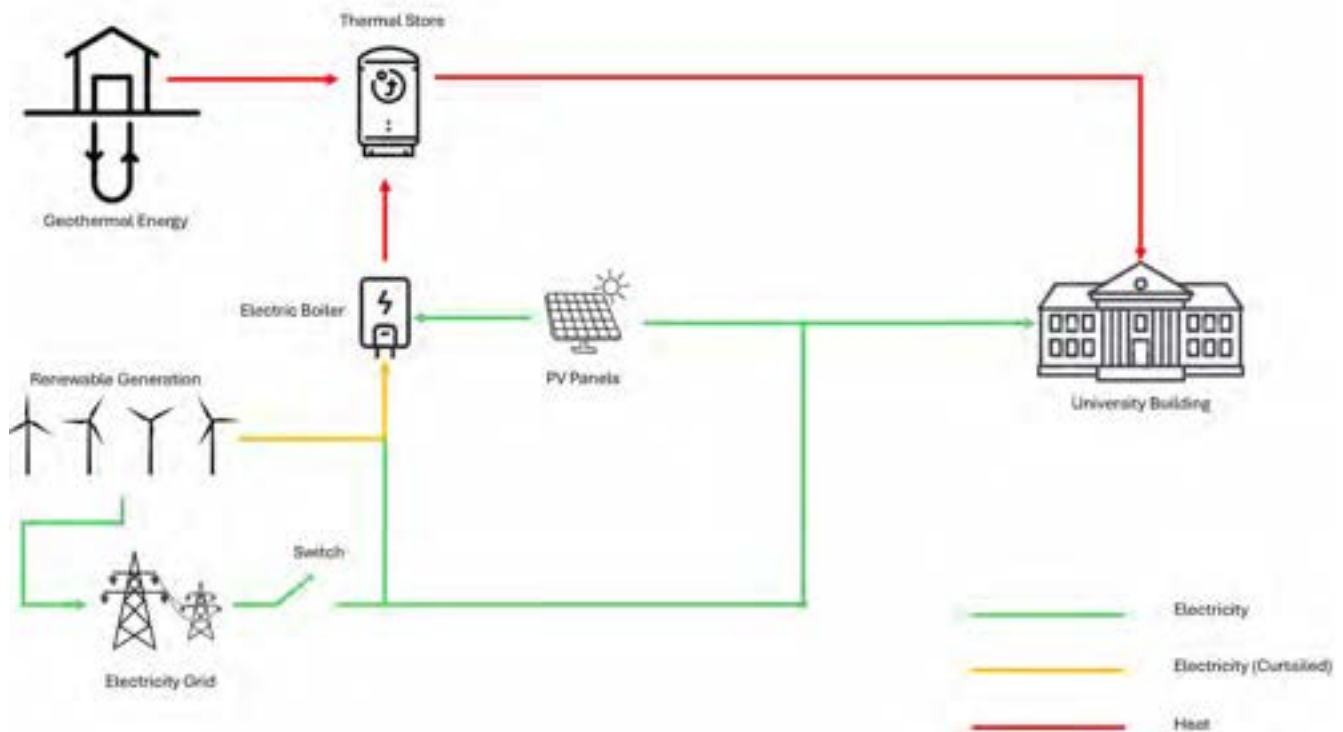 Thermal Store
Geothermal Energy
Electric Boiler
PV Panels
Renewable Generation
University Building
Switch
Electricity Grid
Electricity
Electricity (Curtailed)
Heat